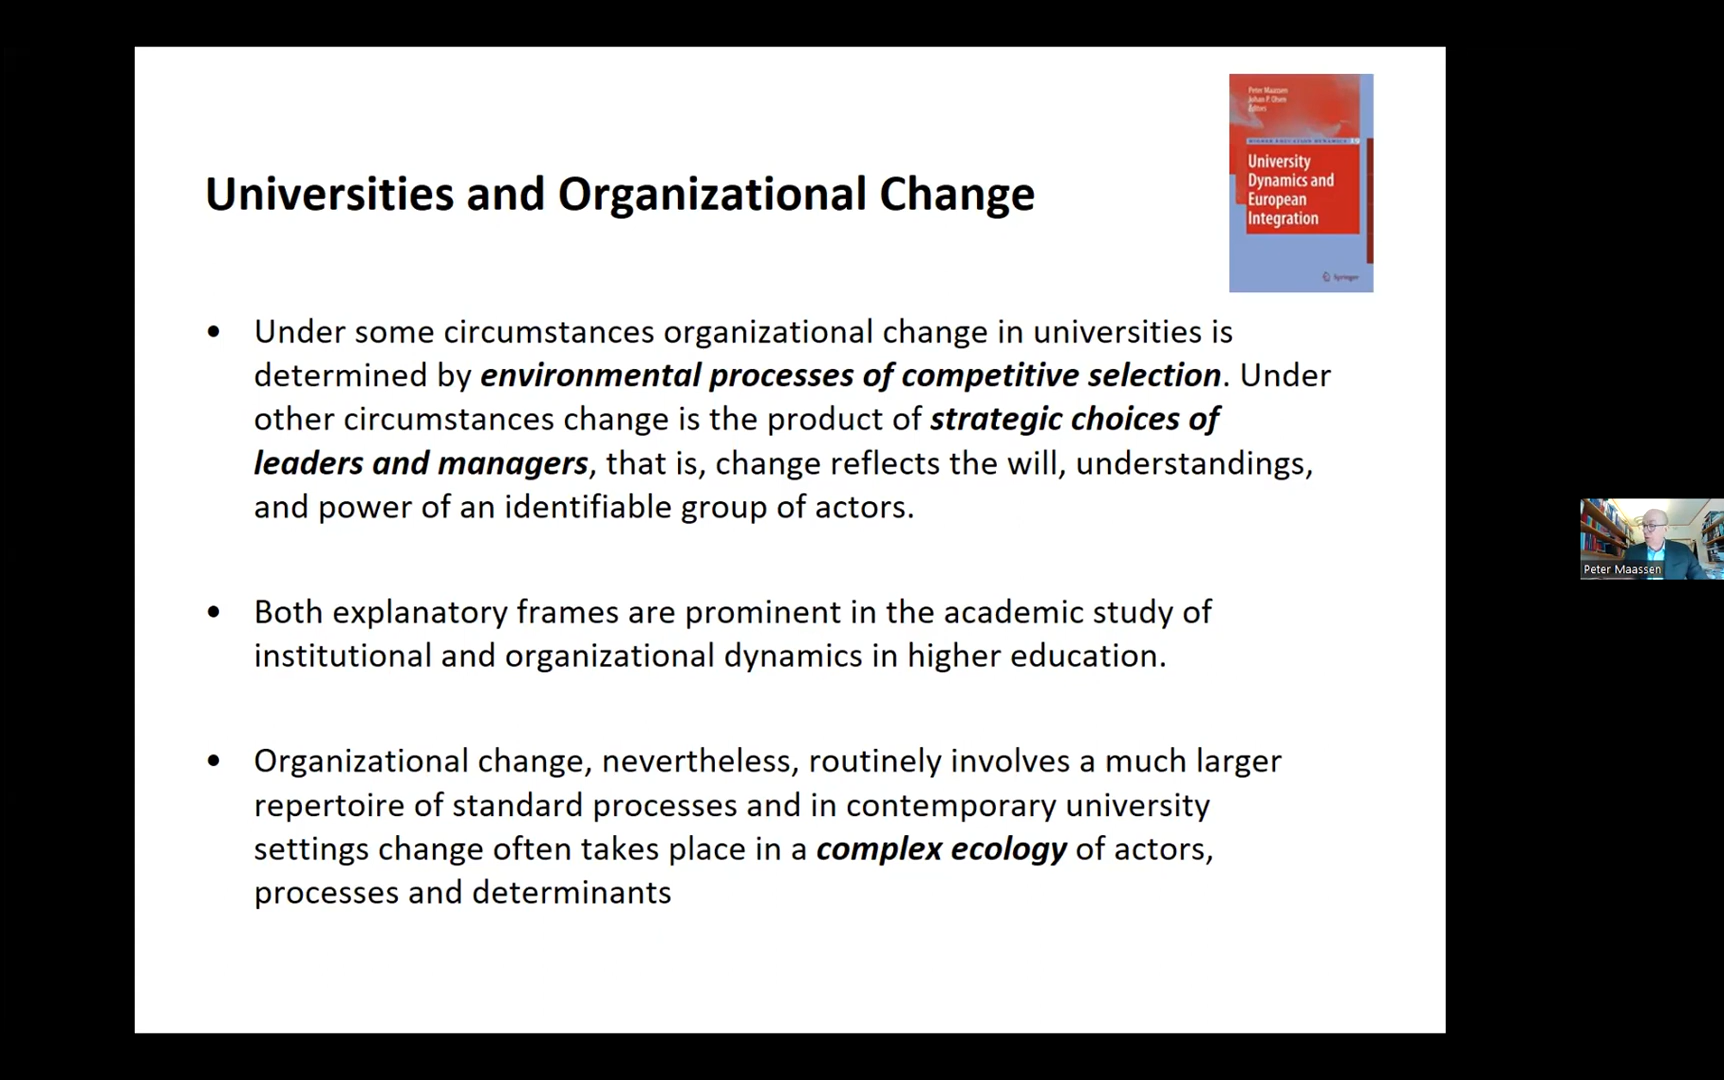 Peter Maassen
Johan P. Olsen
Editors
HIGHER EDUCATION DYNAMICS 19
University
Dynamics and
European
Integration
Springer
Universities and Organizational Change
• Under some circumstances organizational change in universities is
determined by environmental processes of competitive selection. Under
other circumstances change is the product of strategic choices of
leaders and managers, that is, change reflects the will, understandings,
and power of an identifiable group of actors.
• Both explanatory frames are prominent in the academic study of
institutional and organizational dynamics in higher education.
• Organizational change, nevertheless, routinely involves a much larger
repertoire of standard processes and in contemporary university
settings change often takes place in a complex ecology of actors,
processes and determinants
Peter Maassen